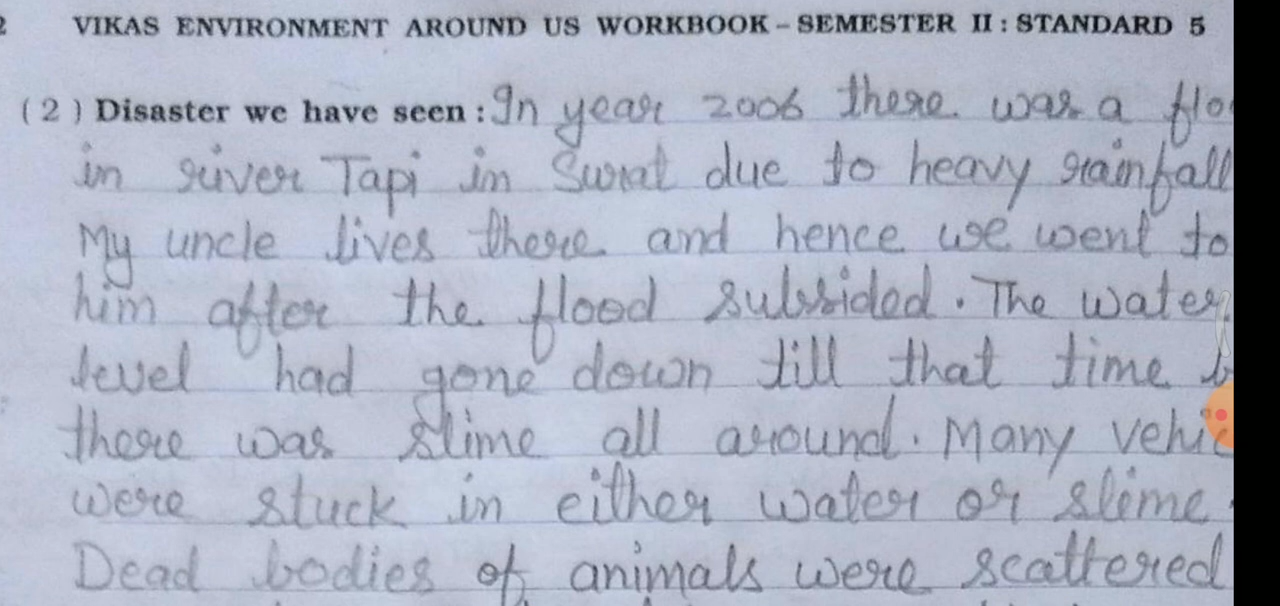 VIKAS ENVIRONMENT AROUND US WORKBOOK – SEMESTER II : STANDARD 5
( 2 ) Disaster we have seen : In year 2006 there was a flo
in river Tapi in Surat due to heavy rainfall
My uncle lives there and hence we went to
him after the flood subsided. The water
level had gone down till that time b
there was slime all around. Many vehic
were stuck in either water or slime.
Dead bodies of animals were scattered